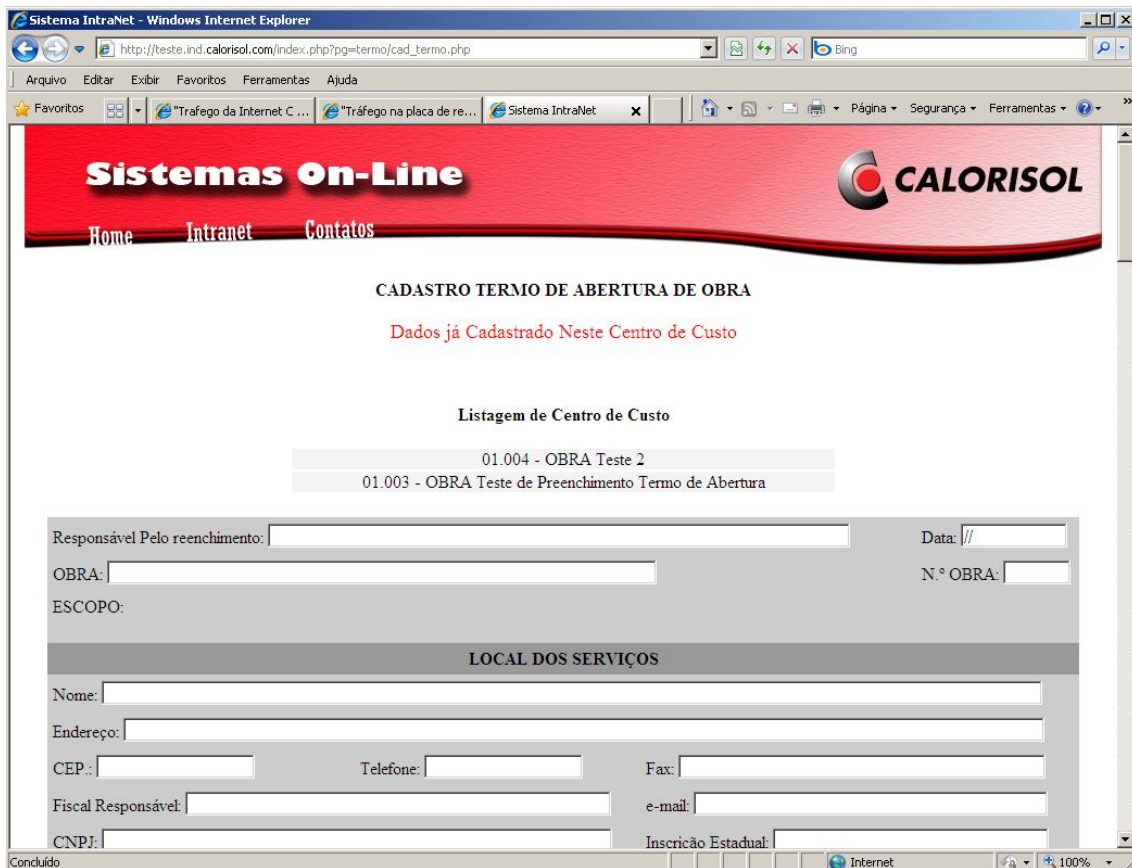 Sistema IntraNet - Windows Internet Explorer
http://teste.ind.calorisol.com/index.php?pg=termo/cad_termo.php
Bing
Arquivo Editar Exibir Favoritos Ferramentas Ajuda
Favoritos "Trafego da Internet C ... "Tráfego na placa de re... Sistema IntraNet x Página Segurança Ferramentas »
Sistemas On-Line
CALORISOL
Home Intranet Contatos
CADASTRO TERMO DE ABERTURA DE OBRA
Dados já Cadastrado Neste Centro de Custo
Listagem de Centro de Custo
01.004 - OBRA Teste 2
01.003 - OBRA Teste de Preenchimento Termo de Abertura
Responsável Pelo reenchimento: Data: //
OBRA: N.º OBRA:
ESCOPO:
LOCAL DOS SERVIÇOS
Nome:
Endereço:
CEP.: Telefone: Fax:
Fiscal Responsável: e-mail:
CNPJ: Inscrição Estadual:
Concluído Internet 100%